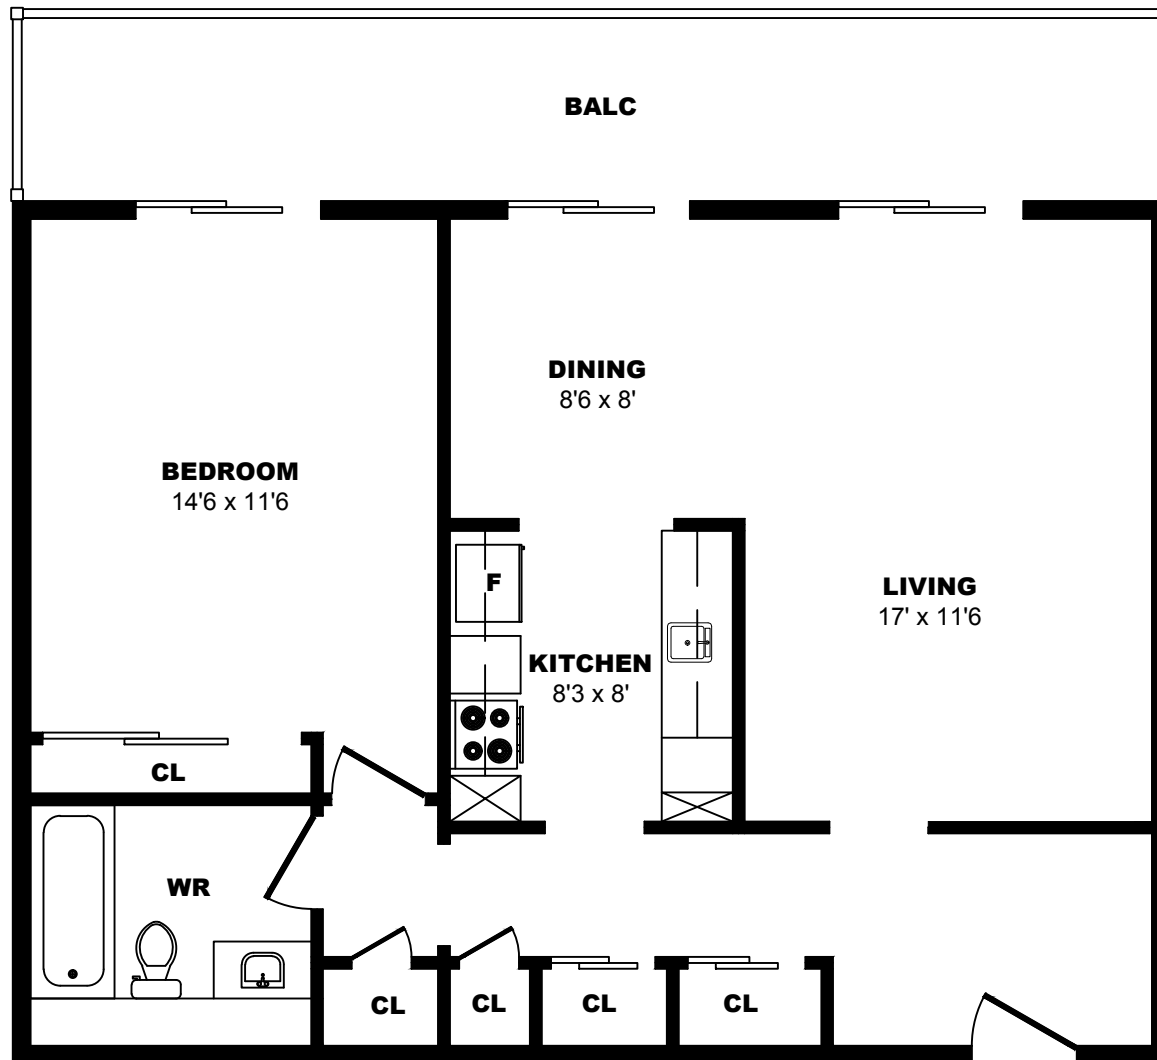 BALC
DINING
8'6 x 8'
BEDROOM
14'6 x 11'6
F
LIVING
17' x 11'6
KITCHEN
8'3 x 8'
CL
WR
CL
CL
CL
CL